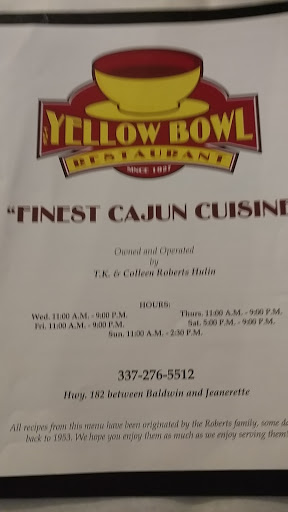 THE
YELLOW BOWL
RESTAURANT
SINCE 1927
"FINEST CAJUN CUISINE
Owned and Operated
by
T.K. & Colleen Roberts Hulin
HOURS:
Wed. 11:00 A.M. - 9:00 P.M. Thurs. 11:00 A.M. - 9:00 P.M.
Fri. 11:00 A.M. - 9:00 P.M. Sat. 5:00 P.M. - 9:00 P.M.
Sun. 11:00 A.M. - 2:30 P.M.
337-276-5512
Hwy. 182 between Baldwin and Jeanerette
All recipes from this menu have been originated by the Roberts family, some da
back to 1953. We hope you enjoy them as much as we enjoy serving them